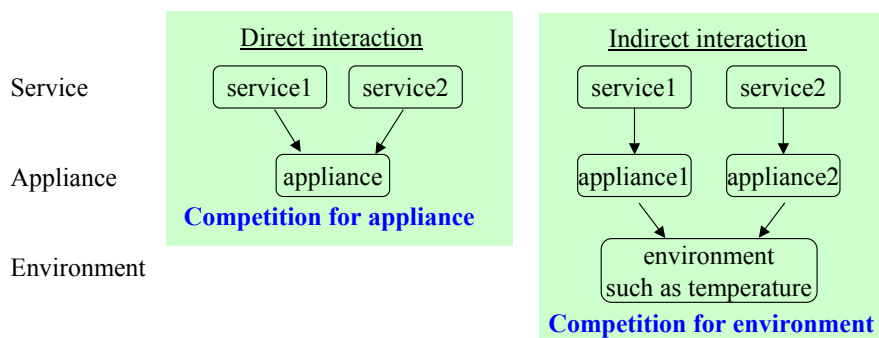 Direct interaction
Indirect interaction
Service
service1
service2
service1
service2
Appliance
appliance
appliance1
appliance2
Competition for appliance
Environment
environment
such as temperature
Competition for environment